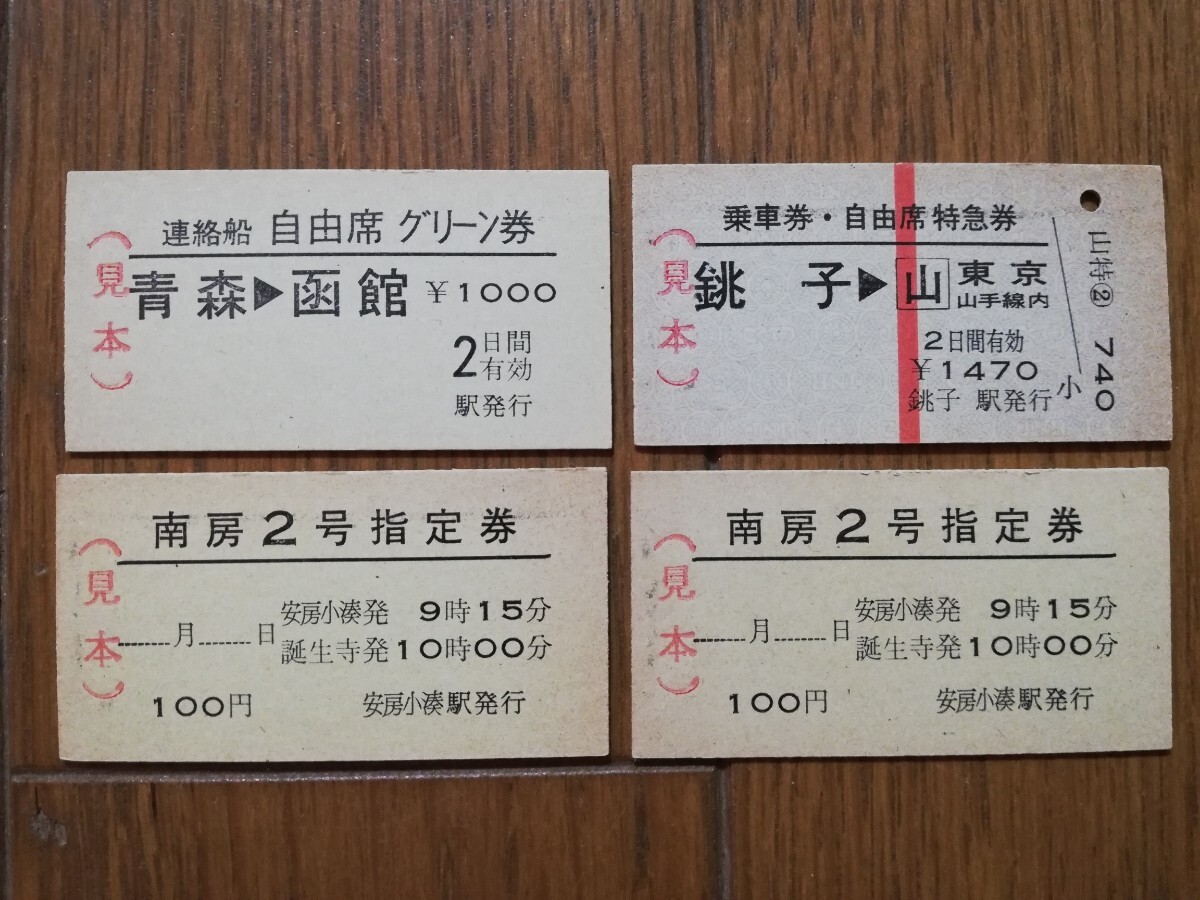 (見本)
連絡船 自由席 グリーン券
青森▶函館 ¥1000
2日間有効
駅発行
(見本)
乗車券・自由席特急券
銚子▶山 東京山手線内
2日間有効
¥1470
銚子 駅発行
小
山特②
740
(見本)
南房2号指定券
月 日
安房小湊発 9時15分
誕生寺発10時00分
100円 安房小湊駅発行
(見本)
南房2号指定券
月 日
安房小湊発 9時15分
誕生寺発10時00分
100円 安房小湊駅発行